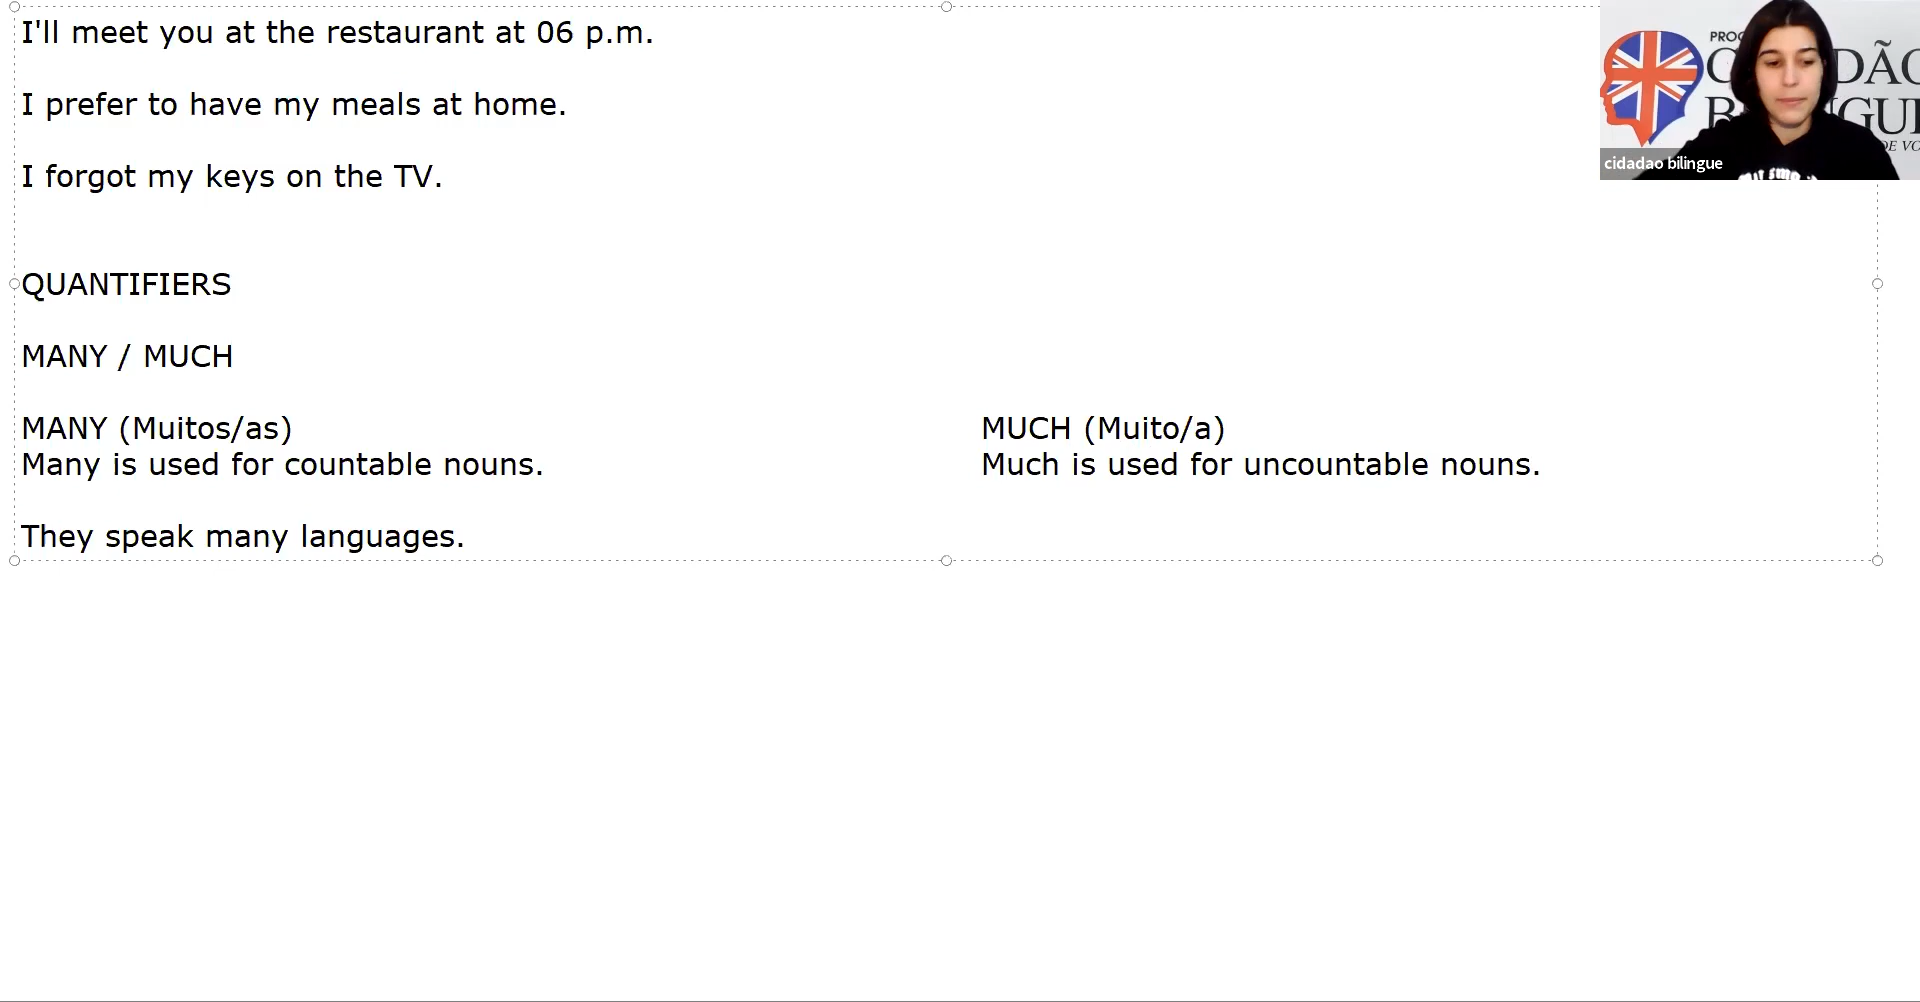 I'll meet you at the restaurant at 06 p.m.
I prefer to have my meals at home.
I forgot my keys on the TV.
QUANTIFIERS
MANY / MUCH
MANY (Muitos/as)
Many is used for countable nouns.
MUCH (Muito/a)
Much is used for uncountable nouns.
They speak many languages.
cidadao bilingue